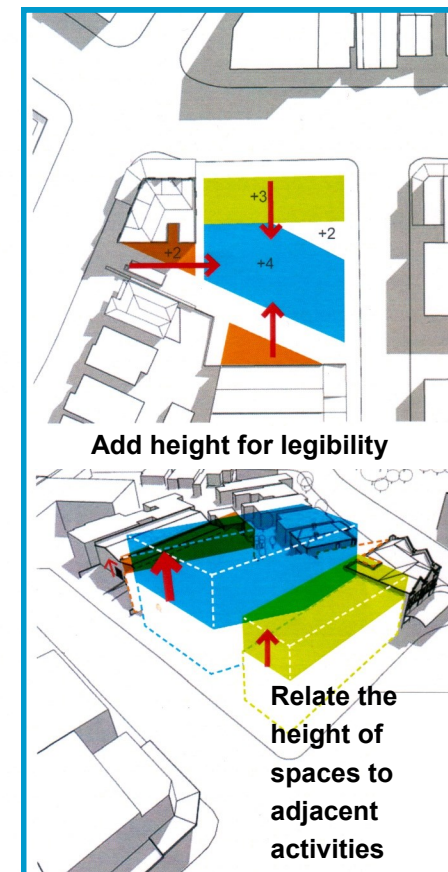 +3
+2
+2
+4
Add height for legibility
Relate the
height of
spaces to
adjacent
activities